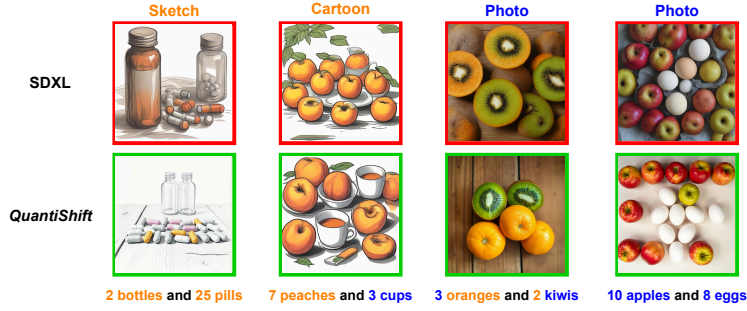 Sketch Cartoon Photo Photo
SDXL
QuantiShift
2 bottles and 25 pills 7 peaches and 3 cups 3 oranges and 2 kiwis 10 apples and 8 eggs